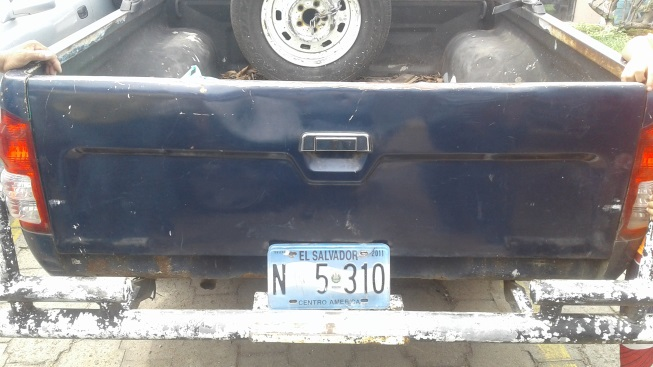 EL SALVADOR 2011
N 5 310
CENTRO AMERICA